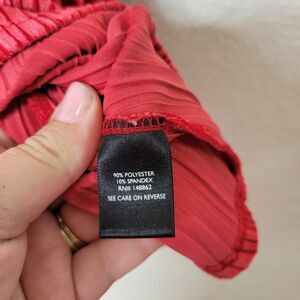 90% POLYESTER
10% SPANDEX
RN# 148862
SEE CARE ON REVERSE